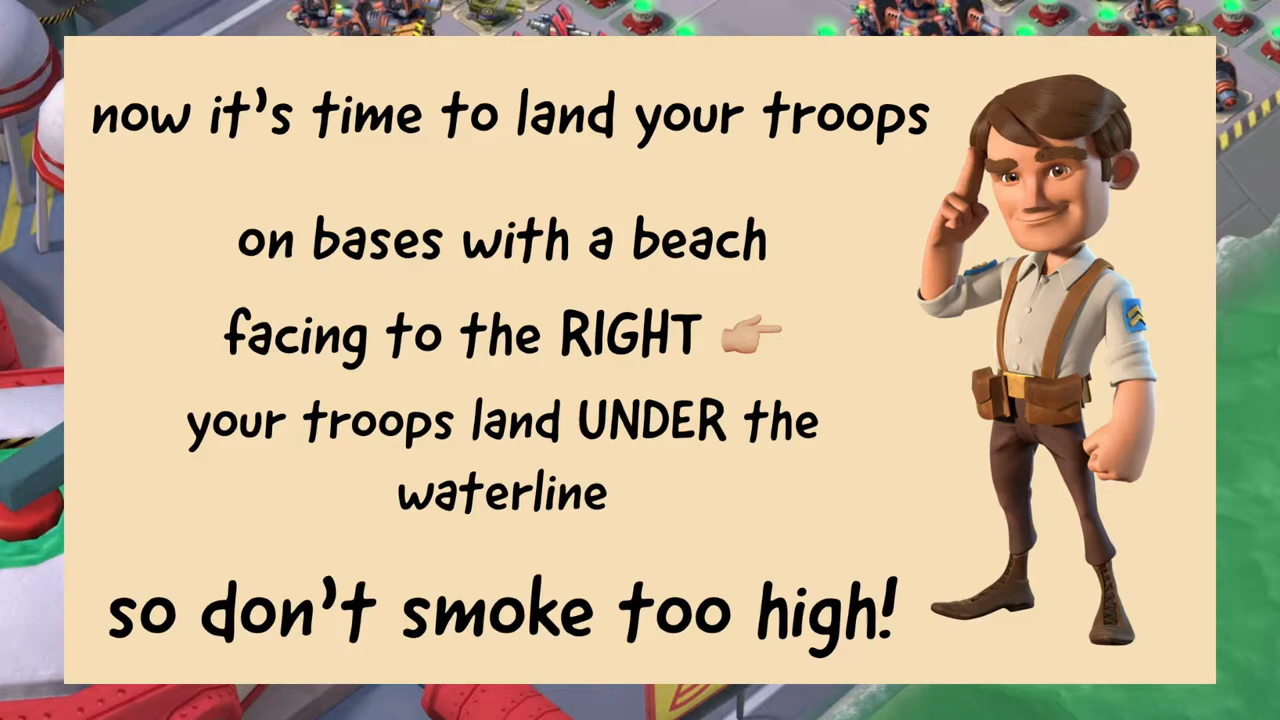 now it's time to land your troops
on bases with a beach
facing to the RIGHT 👉🏼
your troops land UNDER the
waterline
so don't smoke too high!